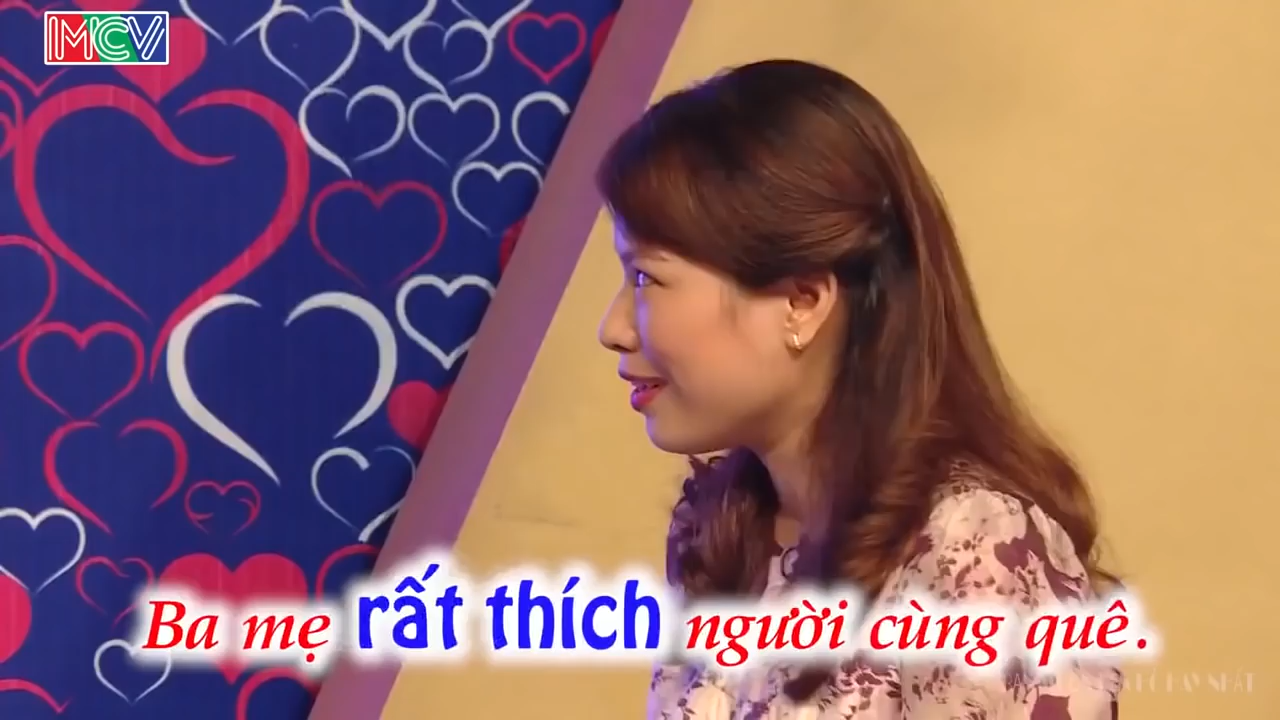 MCV
Ba mẹ rất thích người cùng quê.